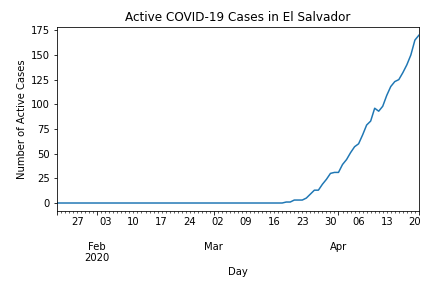 Active COVID-19 Cases in El Salvador
175
150
125
100
75
50
25
0
Number of Active Cases
27 03 10 17 24 02 09 16 23 30 06 13 20
Feb Mar Apr
2020
Day